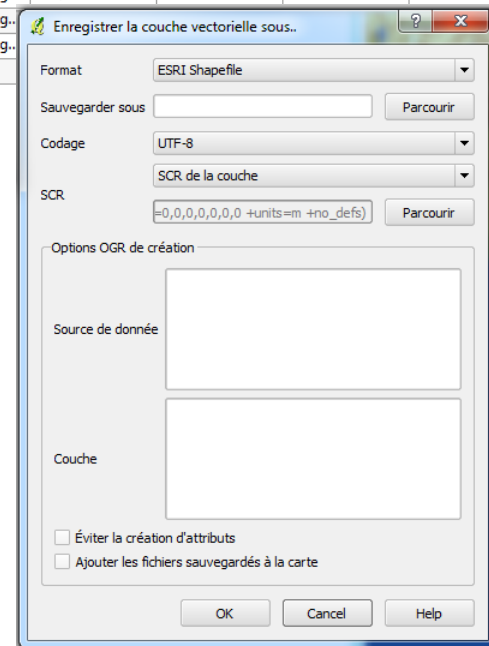 g..
g..
Enregistrer la couche vectorielle sous..
Format ESRI Shapefile
Sauvegarder sous Parcourir
Codage UTF-8
SCR de la couche
SCR
=0,0,0,0,0,0,0 +units=m +no_defs) Parcourir
Options OGR de création
Source de donnée
Couche
Éviter la création d'attributs
Ajouter les fichiers sauvegardés à la carte
OK Cancel Help